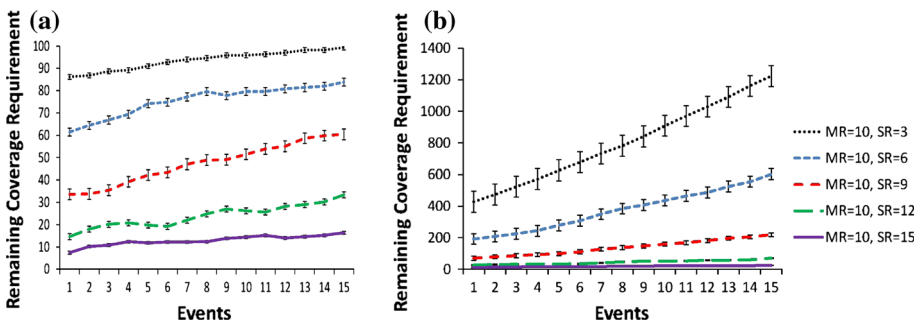 (a)
Remaining Coverage Requirement
100
90
80
70
60
50
40
30
20
10
0
1 2 3 4 5 6 7 8 9 10 11 12 13 14 15
Events
(b)
Remaining Coverage Requirement
1400
1200
1000
800
600
400
200
0
1 2 3 4 5 6 7 8 9 10 11 12 13 14 15
Events
MR=10, SR=3
MR=10, SR=6
MR=10, SR=9
MR=10, SR=12
MR=10, SR=15